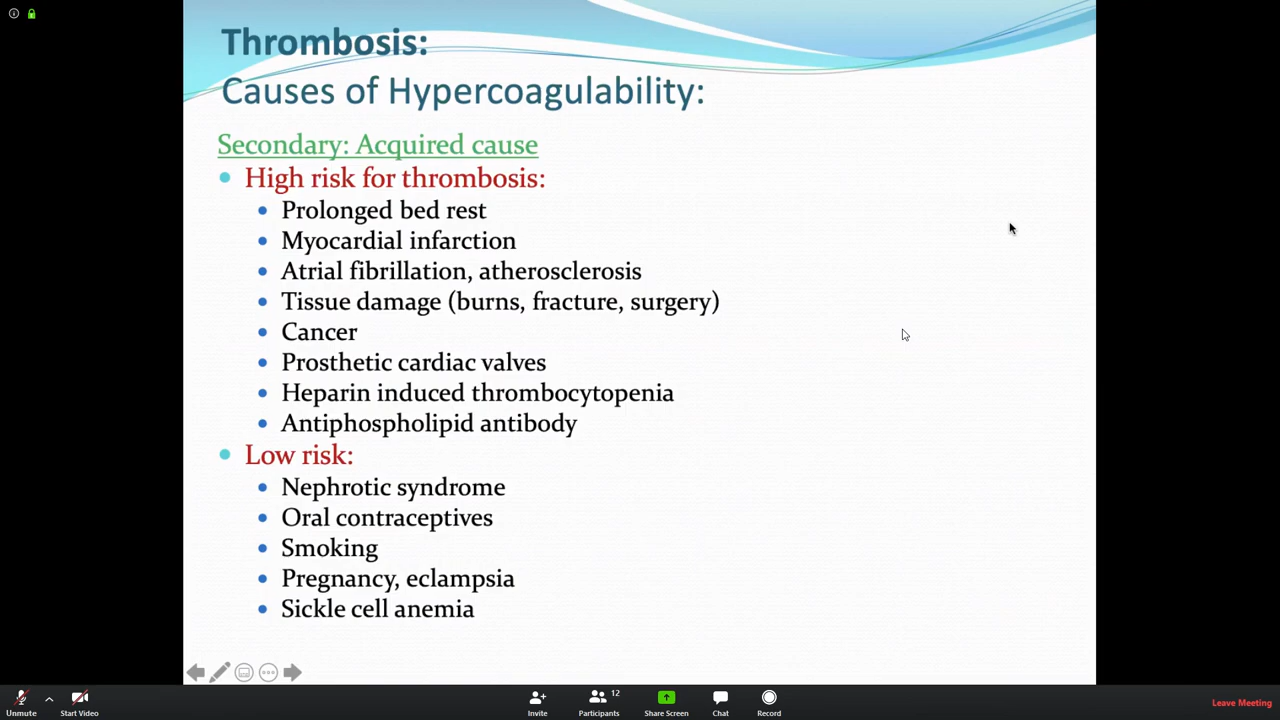 Thrombosis:
Causes of Hypercoagulability:
Secondary: Acquired cause
High risk for thrombosis:
Prolonged bed rest
Myocardial infarction
Atrial fibrillation, atherosclerosis
Tissue damage (burns, fracture, surgery)
Cancer
Prosthetic cardiac valves
Heparin induced thrombocytopenia
Antiphospholipid antibody
Low risk:
Nephrotic syndrome
Oral contraceptives
Smoking
Pregnancy, eclampsia
Sickle cell anemia
Unmute
Start Video
Invite
Participants 12
Share Screen
Chat
Record
Leave Meeting